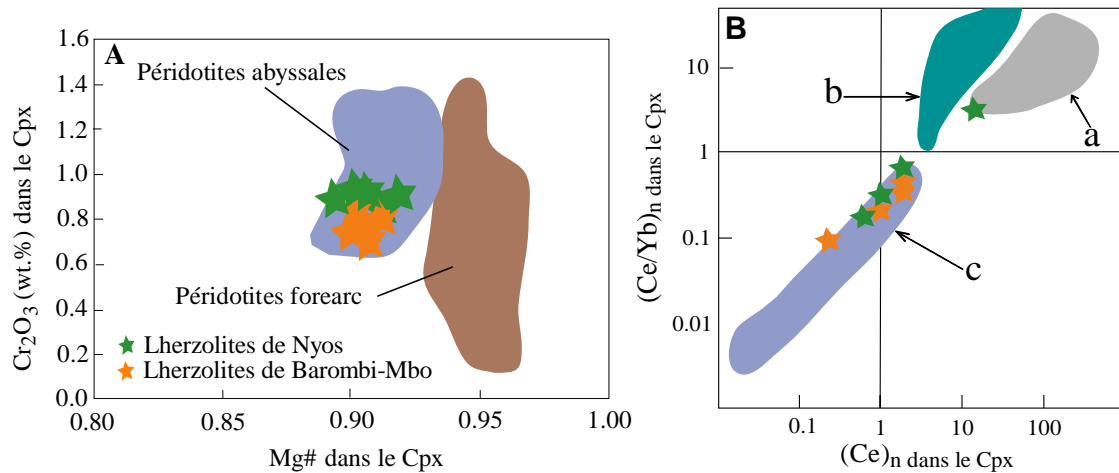 A
Péridotites abyssales
Péridotites forearc
Lherzolites de Nyos
Lherzolites de Barombi-Mbo
Cr2O3 (wt.%) dans le Cpx
1.6
1.4
1.2
1.0
0.8
0.6
0.4
0.2
0.0
0.80
0.85
0.90
0.95
1.00
Mg# dans le Cpx
B
b
a
c
(Ce/Yb)n dans le Cpx
10
1
0.1
0.01
0.1
1
10
100
(Ce)n dans le Cpx